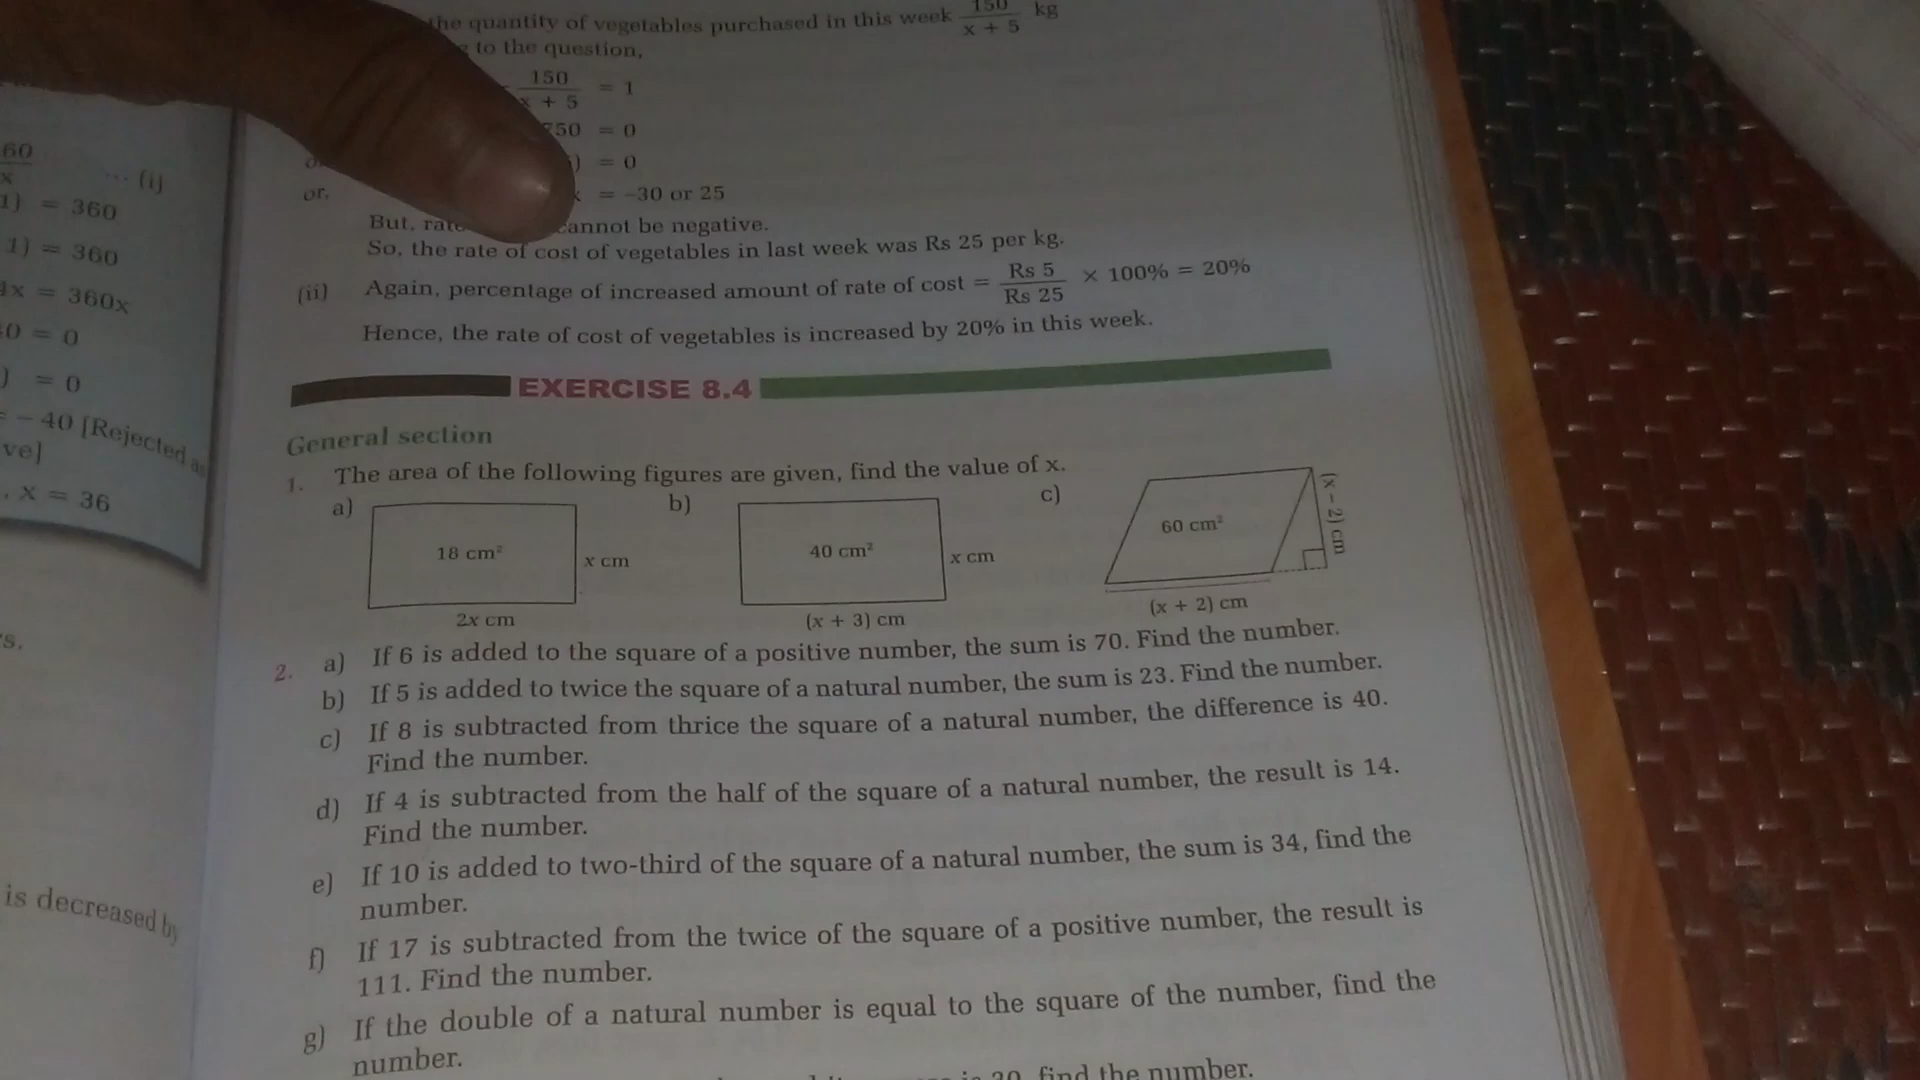 the quantity of vegetables purchased in this week 150/(x + 5) kg
to the question,
150/(x + 5) = 1
750 = 0
) = 0
or, = -30 or 25
But, cannot be negative.
So, the rate of cost of vegetables in last week was Rs 25 per kg.
(ii) Again, percentage of increased amount of rate of cost = Rs 5/Rs 25 × 100% = 20%
Hence, the rate of cost of vegetables is increased by 20% in this week.
EXERCISE 8.4
General section
1. The area of the following figures are given, find the value of x.
a) 18 cm² x cm
2x cm
b) 40 cm² x cm
(x + 3) cm
c) 60 cm² (x - 2) cm
(x + 2) cm
2. a) If 6 is added to the square of a positive number, the sum is 70. Find the number.
b) If 5 is added to twice the square of a natural number, the sum is 23. Find the number.
c) If 8 is subtracted from thrice the square of a natural number, the difference is 40.
Find the number.
d) If 4 is subtracted from the half of the square of a natural number, the result is 14.
Find the number.
e) If 10 is added to two-third of the square of a natural number, the sum is 34, find the
number.
f) If 17 is subtracted from the twice of the square of a positive number, the result is
111. Find the number.
g) If the double of a natural number is equal to the square of the number, find the
number.
find the number.
60/x ... (i)
1) = 360
1) = 360
x = 360x
0 = 0
) = 0
= - 40 [Rejected as
ve]
, x = 36
s.
is decreased by